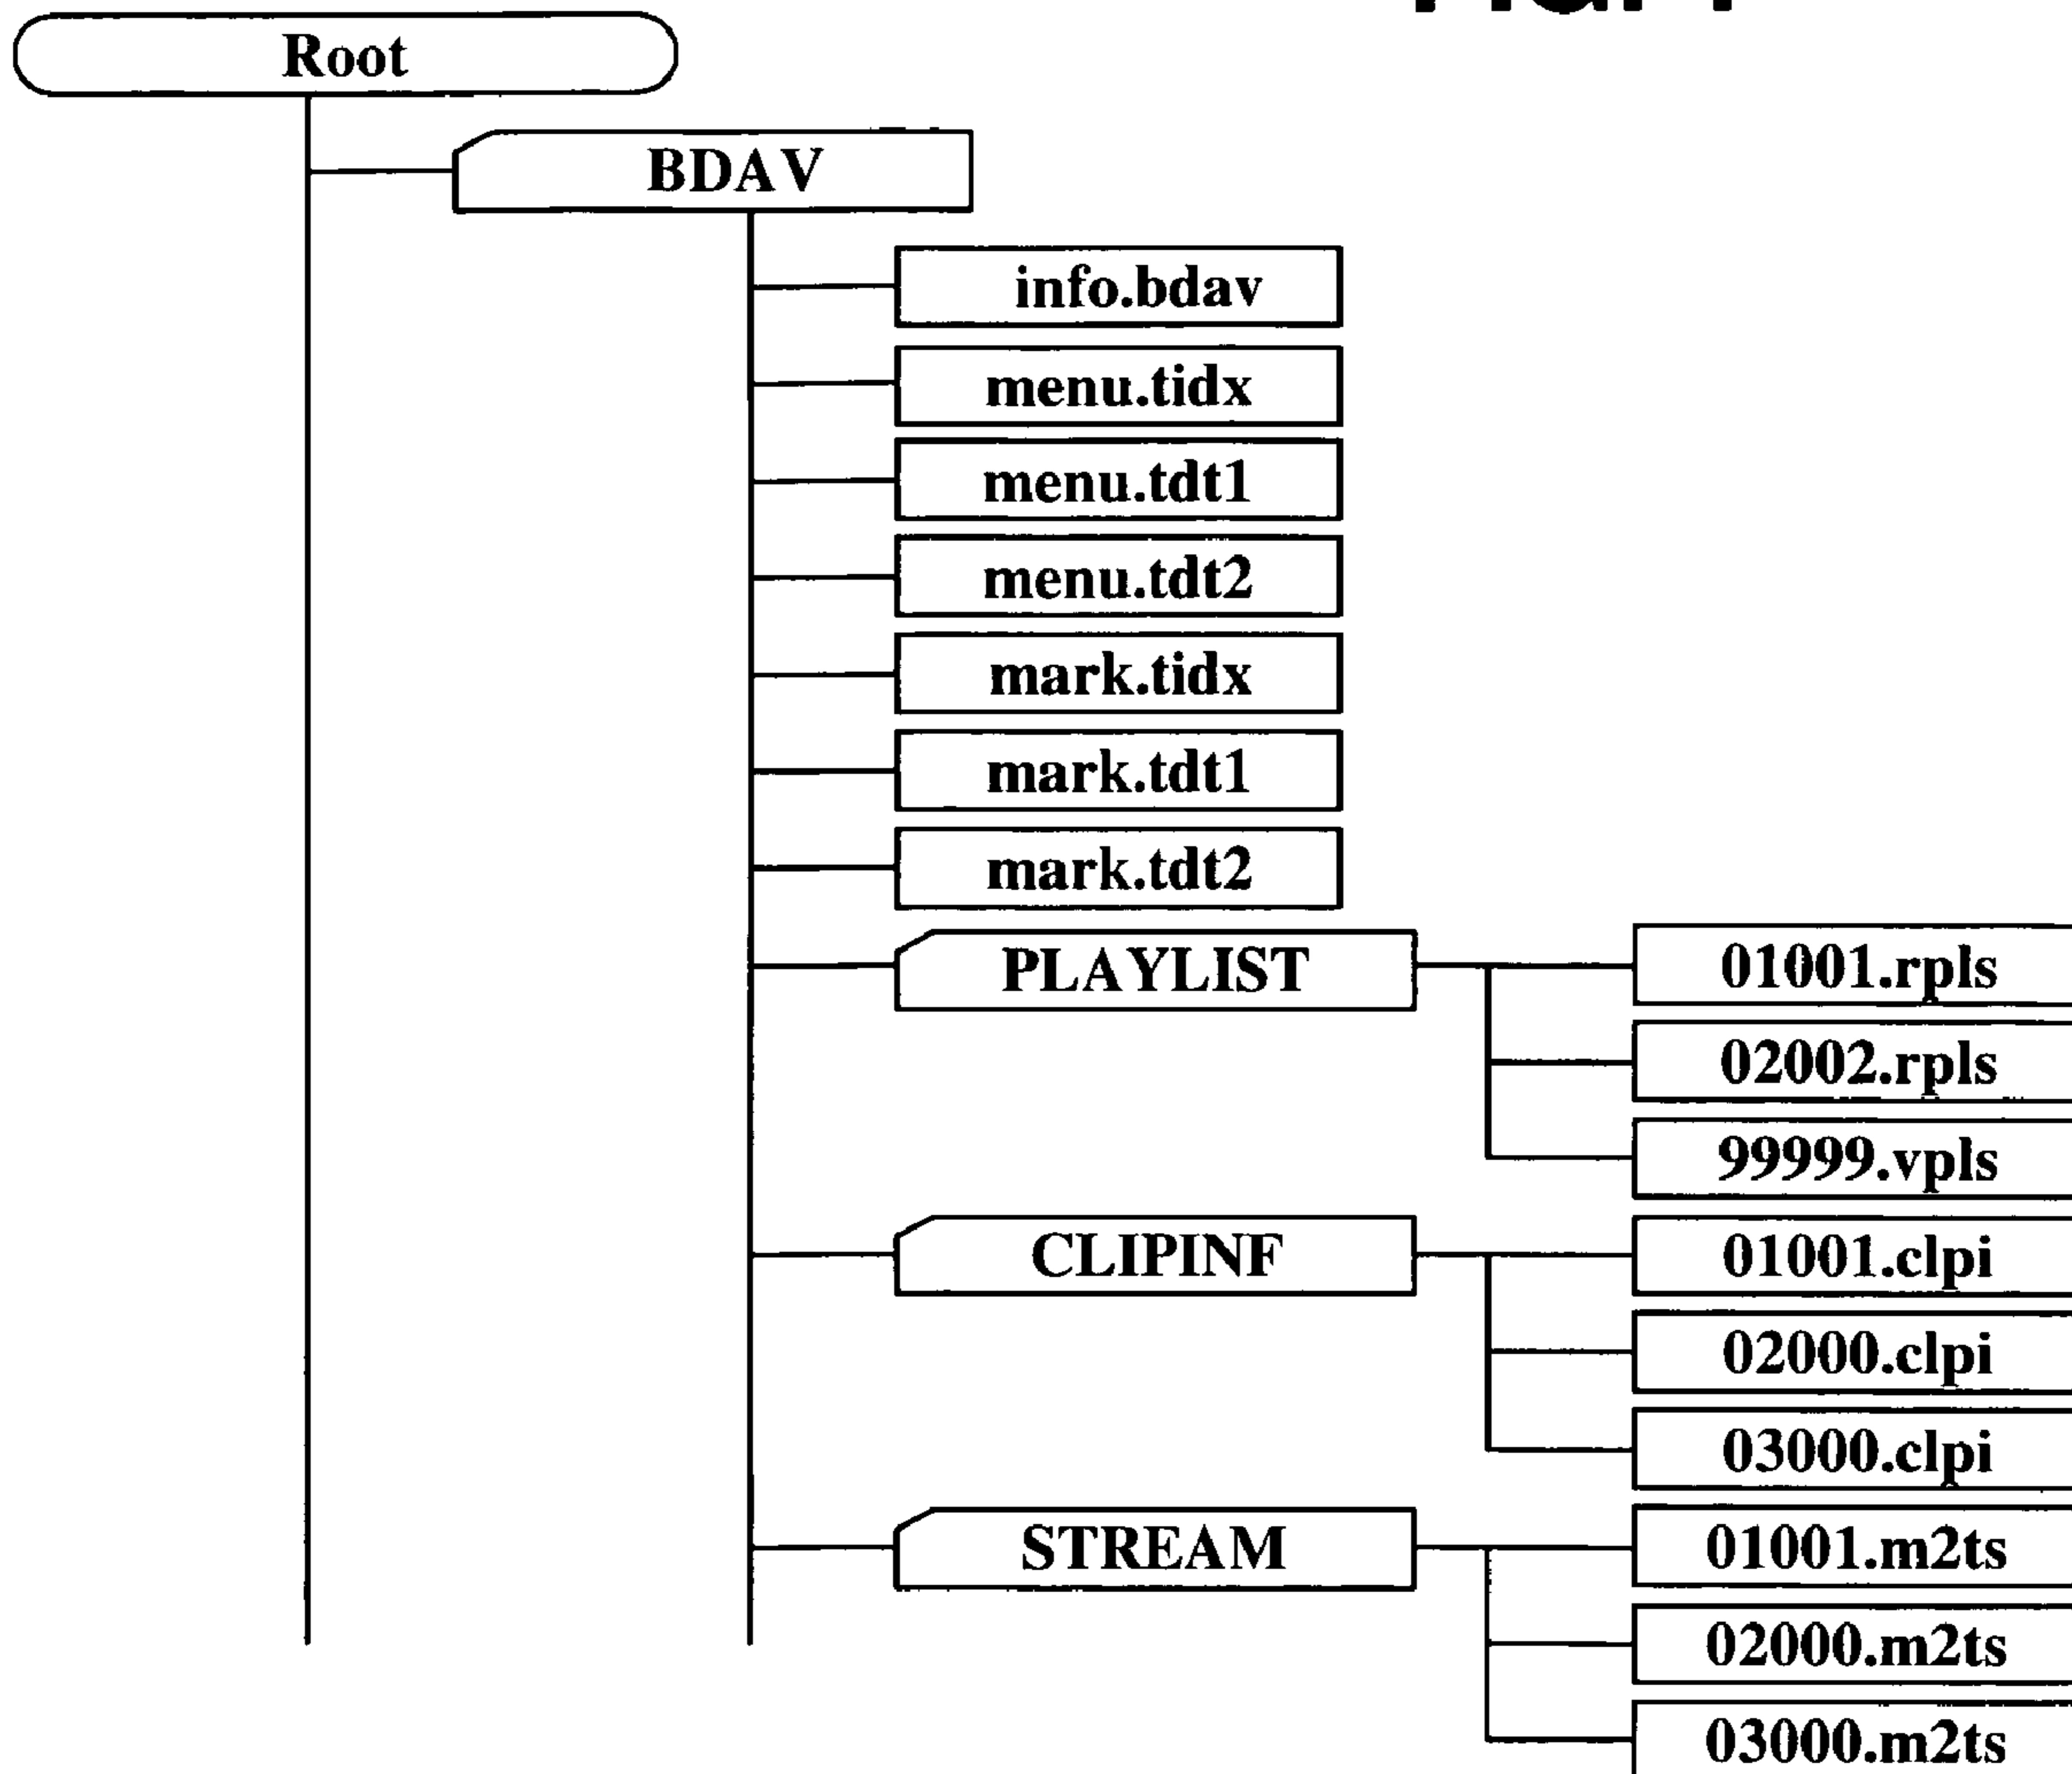 Root
BDAV
info.bdav
menu.tidx
menu.tdt1
menu.tdt2
mark.tidx
mark.tdt1
mark.tdt2
PLAYLIST
01001.rpls
02002.rpls
99999.vpls
CLIPINF
01001.clpi
02000.clpi
03000.clpi
STREAM
01001.m2ts
02000.m2ts
03000.m2ts